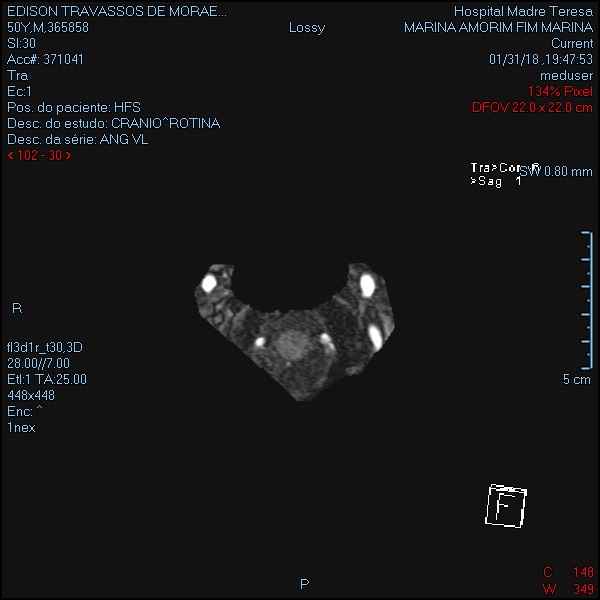 EDISON TRAVASSOS DE MORAE...
50Y,M,365858
Sl:30
Acc#: 371041
Tra
Ec:1
Pos. do paciente: HFS
Desc. do estudo: CRANIO^ROTINA
Desc. da série: ANG VL
< 102 - 30 >
Lossy
Hospital Madre Teresa
MARINA AMORIM FIM MARINA
Current
01/31/18 ,19:47:53
meduser
134% Pixel
DFOV 22.0 x 22.0 cm
Tra>Cor
SW 0.80 mm
>Sag 1
R
fl3d1r_t30,3D
28.00//7.00
Etl:1 TA:25.00
448x448
Enc: ^
1nex
5 cm
F
P
C 148
W 349